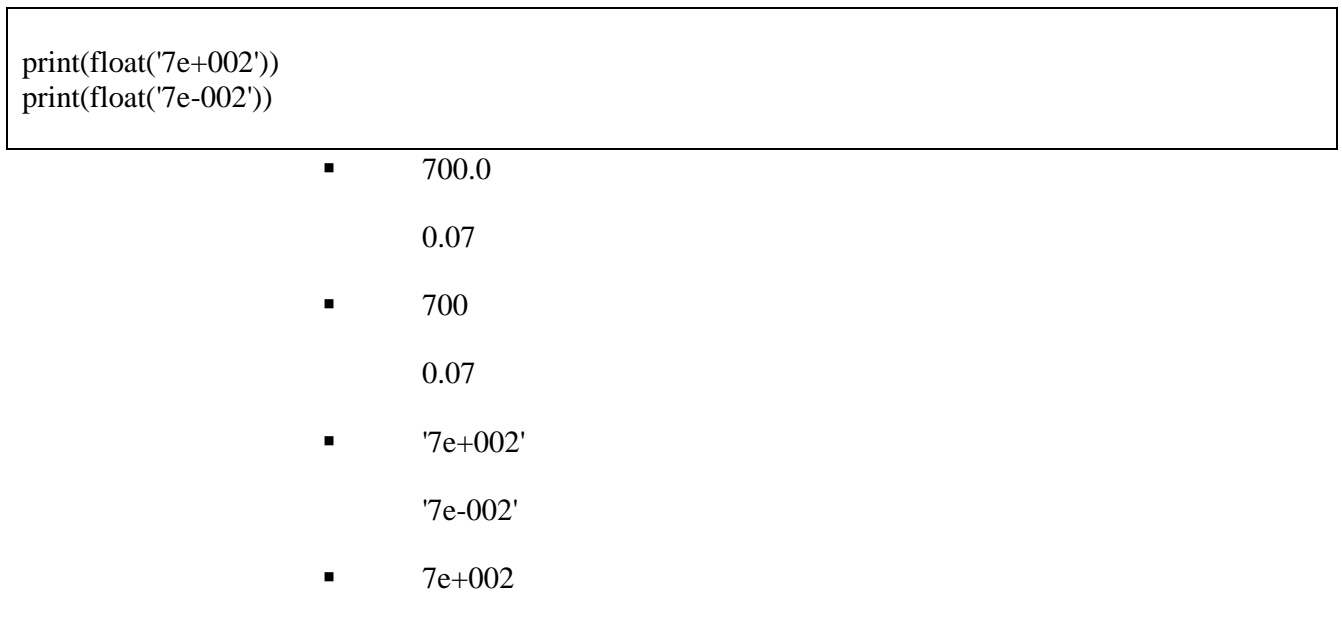 print(float('7e+002'))
print(float('7e-002'))
▪ 700.0
0.07
▪ 700
0.07
▪ '7e+002'
'7e-002'
▪ 7e+002